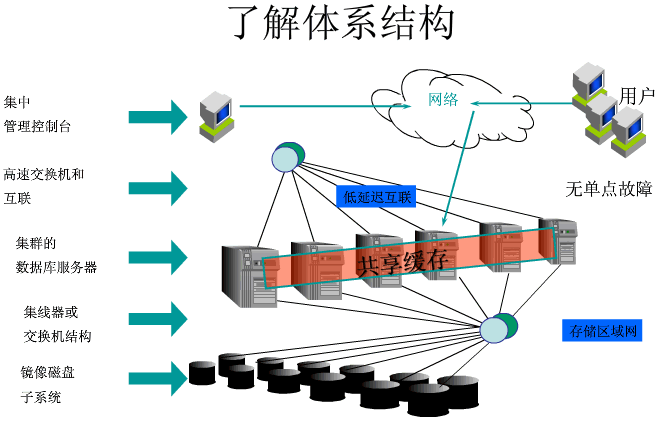 了解体系结构
集中
管理控制台
网络
用户
高速交换机和
互联
低延迟互联
无单点故障
集群的
数据库服务器
共享缓存
集线器或
交换机结构
存储区域网
镜像磁盘
子系统